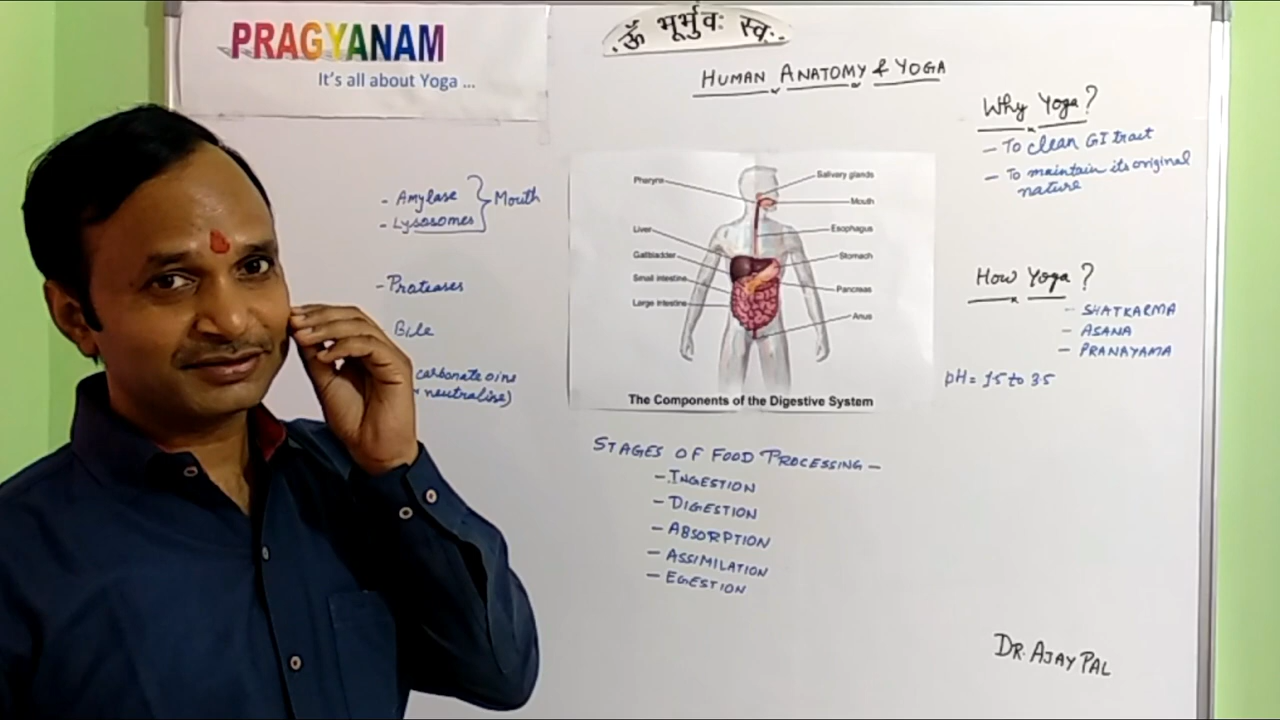 PRAGYANAM
It's all about Yoga ...
ॐ भूर्भुवः स्वः
HUMAN ANATOMY & YOGA
- Amylase
- Lysosomes
Mouth
- Proteases
Bile
carbonate oins
neutralise)
Pharynx
Liver
Gallbladder
Small intestine
Large intestine
Salivary glands
Mouth
Esophagus
Stomach
Pancreas
Anus
The Components of the Digestive System
STAGES OF FOOD PROCESSING -
- INGESTION
- DIGESTION
- ABSORPTION
- ASSIMILATION
- EGESTION
Why Yoga?
- To clean GI tract
- To maintain its original
nature
How Yoga?
- SHATKARMA
- ASANA
- PRANAYAMA
pH = 1.5 to 3.5
DR. AJAY PAL